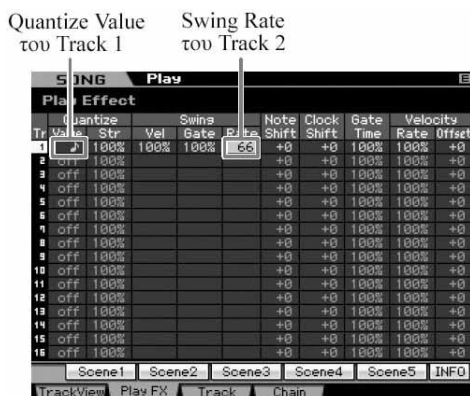 Quantize Value Swing Rate
του Track 1 του Track 2
SONG Play
Play Effect
Quantize Swing Note Clock Gate Velocity
Tr Value Str Vel Gate Rate Shift Shift Time Rate Offset
1 ♪ 100% 100% 100% 66 +0 +0 100% 100% +0
2 off 100% +0 +0 100% 100% +0
3 off 100% +0 +0 100% 100% +0
4 off 100% +0 +0 100% 100% +0
5 off 100% +0 +0 100% 100% +0
6 off 100% +0 +0 100% 100% +0
7 off 100% +0 +0 100% 100% +0
8 off 100% +0 +0 100% 100% +0
9 off 100% +0 +0 100% 100% +0
10 off 100% +0 +0 100% 100% +0
11 off 100% +0 +0 100% 100% +0
12 off 100% +0 +0 100% 100% +0
13 off 100% +0 +0 100% 100% +0
14 off 100% +0 +0 100% 100% +0
15 off 100% +0 +0 100% 100% +0
16 off 100% +0 +0 100% 100% +0
Scene1 Scene2 Scene3 Scene4 Scene5 INFO
TrackView Play FX Track Chain